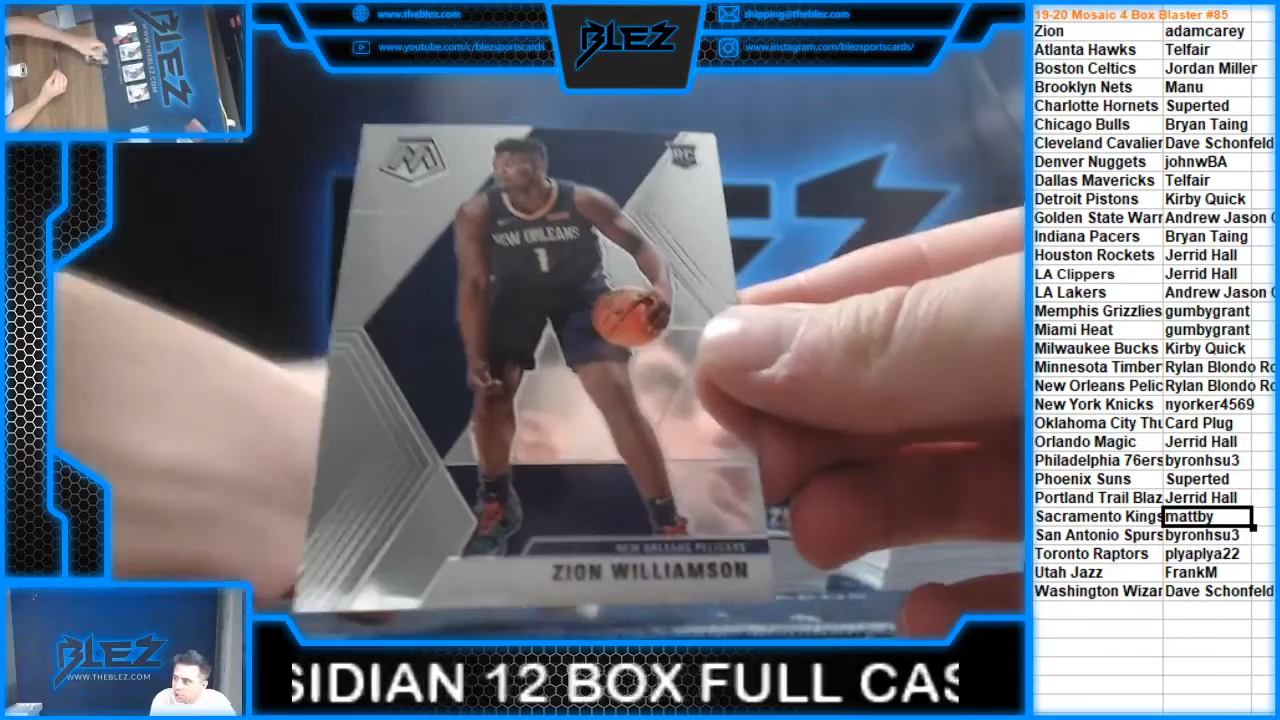 www.theblez.com
www.youtube.com/c/blezsportscards
BLEZ
shipping@theblez.com
www.instagram.com/blezsportscards/
WWW.THEBLEZ.COM
RC
NEW ORLEANS
1
NEW ORLEANS PELICANS
ZION WILLIAMSON
BLEZ
WWW.THEBLEZ.COM
SIDIAN 12 BOX FULL CAS
19-20 Mosaic 4 Box Blaster #85
Zion adamcarey
Atlanta Hawks Telfair
Boston Celtics Jordan Miller
Brooklyn Nets Manu
Charlotte Hornets Superted
Chicago Bulls Bryan Taing
Cleveland Cavalier Dave Schonfeld
Denver Nuggets johnwBA
Dallas Mavericks Telfair
Detroit Pistons Kirby Quick
Golden State Warr Andrew Jason C
Indiana Pacers Bryan Taing
Houston Rockets Jerrid Hall
LA Clippers Jerrid Hall
LA Lakers Andrew Jason C
Memphis Grizzlies gumbygrant
Miami Heat gumbygrant
Milwaukee Bucks Kirby Quick
Minnesota Timber Rylan Blondo Ro
New Orleans Pelic Rylan Blondo Ro
New York Knicks nyorker4569
Oklahoma City Thu Card Plug
Orlando Magic Jerrid Hall
Philadelphia 76ers byronhsu3
Phoenix Suns Superted
Portland Trail Blaz Jerrid Hall
Sacramento Kings mattby
San Antonio Spurs byronhsu3
Toronto Raptors plyaplya22
Utah Jazz FrankM
Washington Wizar Dave Schonfeld